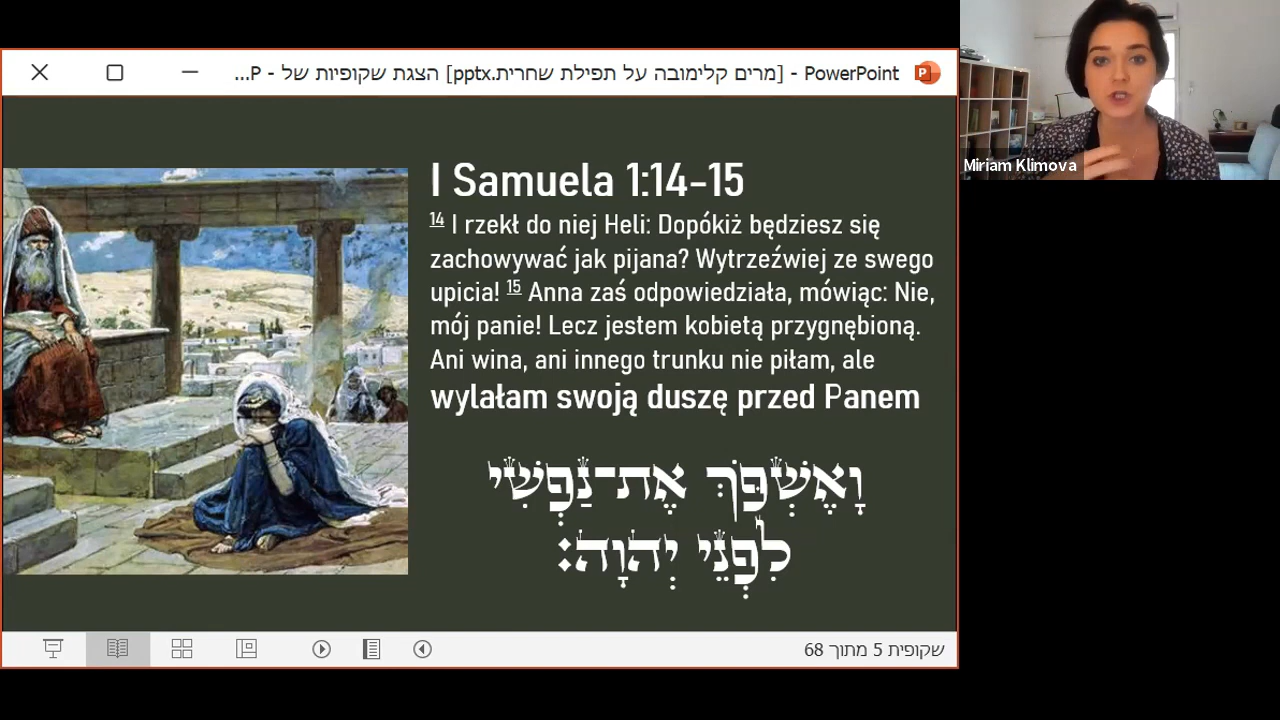 PowerPoint - [מרים קלימובה על תפילת שחרית.pptx] הצגת שקופיות של - P...
Miriam Klimova
I Samuela 1:14-15
14 I rzekł do niej Heli: Dopókiż będziesz się
zachowywać jak pijana? Wytrzeźwiej ze swego
upicia! 15 Anna zaś odpowiedziała, mówiąc: Nie,
mój panie! Lecz jestem kobietą przygnębioną.
Ani wina, ani innego trunku nie piłam, ale
wylałam swoją duszę przed Panem
וָאֶשְׁפֹּךְ אֶת־נַפְשִׁי
לִפְנֵי יְהוָה׃
שקופית 5 מתוך 68